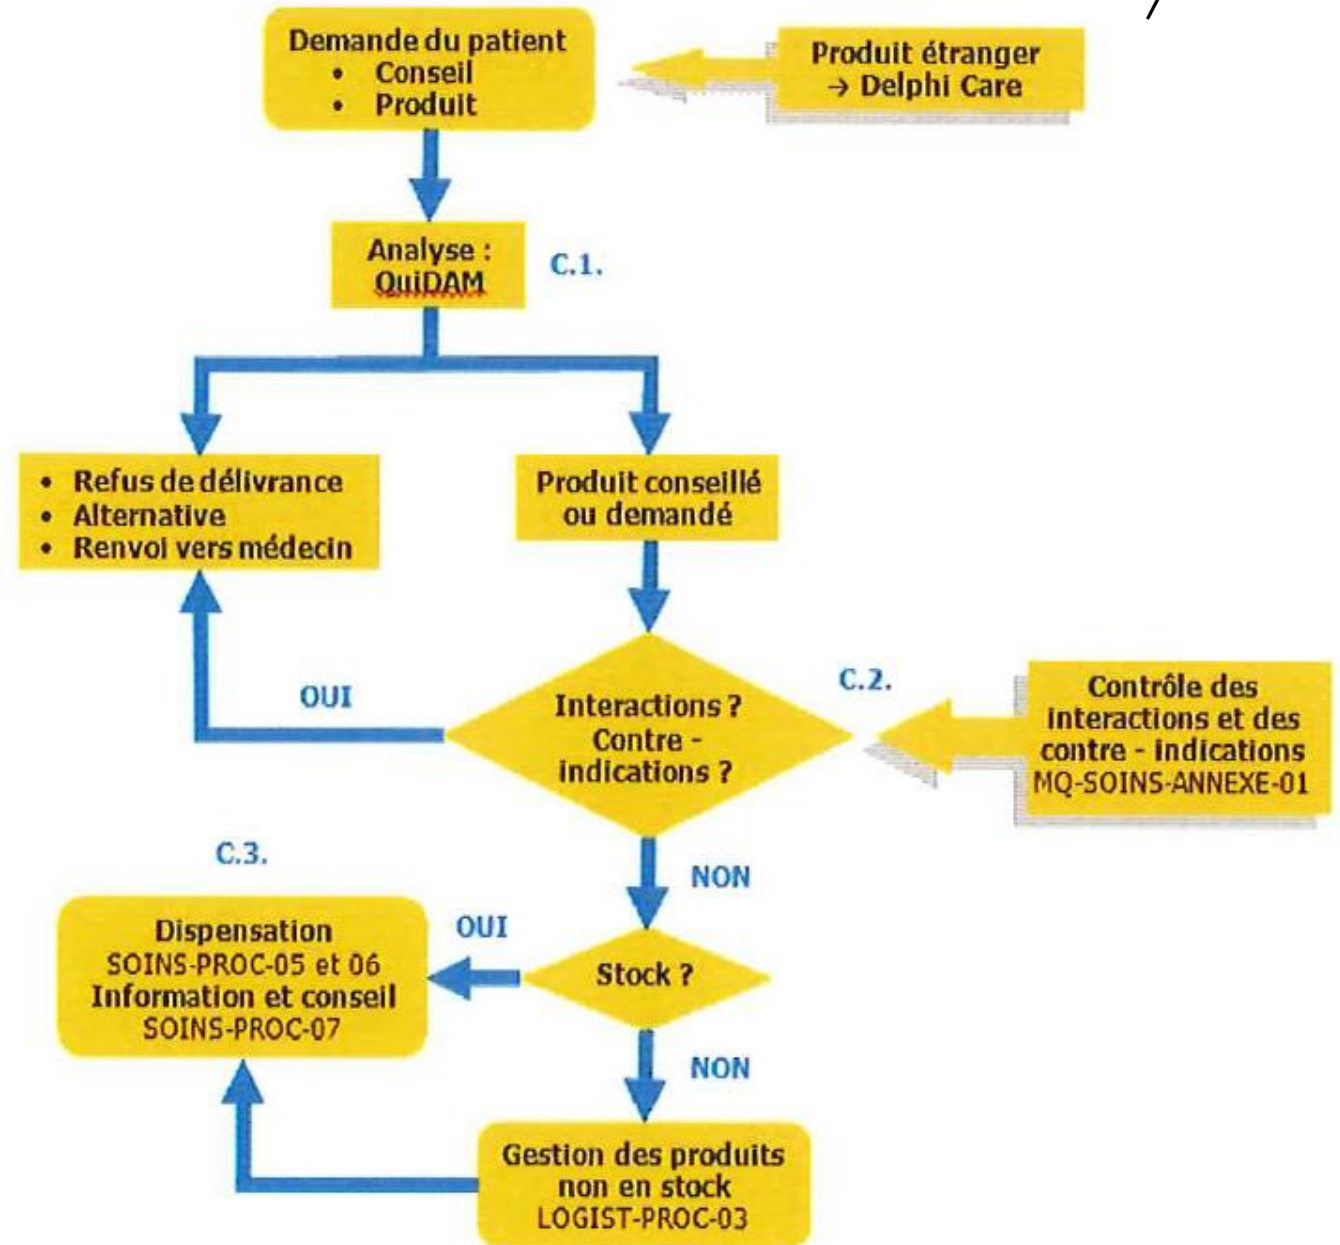 Demande du patient
• Conseil
• Produit
Produit étranger
→ Delphi Care
Analyse :
QuiDAM
C.1.
• Refus de délivrance
• Alternative
• Renvoi vers médecin
Produit conseillé
ou demandé
OUI
Interactions ?
Contre -
indications ?
C.2.
Contrôle des
interactions et des
contre - indications
MQ-SOINS-ANNEXE-01
NON
C.3.
Dispensation
SOINS-PROC-05 et 06
Information et conseil
SOINS-PROC-07
OUI
Stock ?
NON
Gestion des produits
non en stock
LOGIST-PROC-03